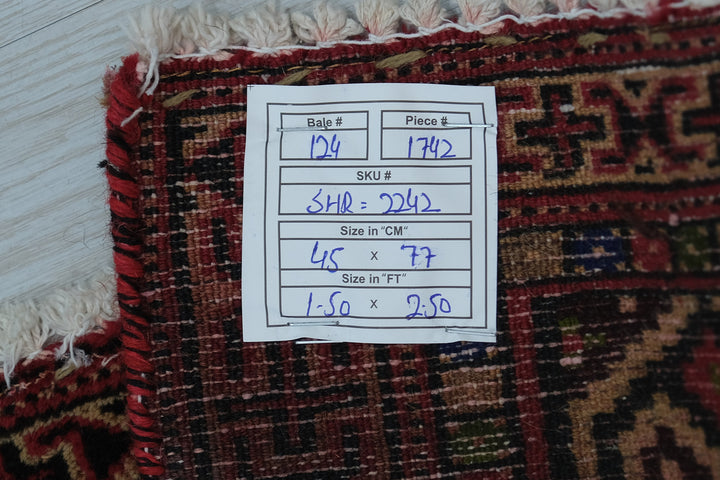 Bale # Piece #
124 1742
SKU #
SHR = 2242
Size in "CM"
45 x 77
Size in "FT"
1-50 x 2.50